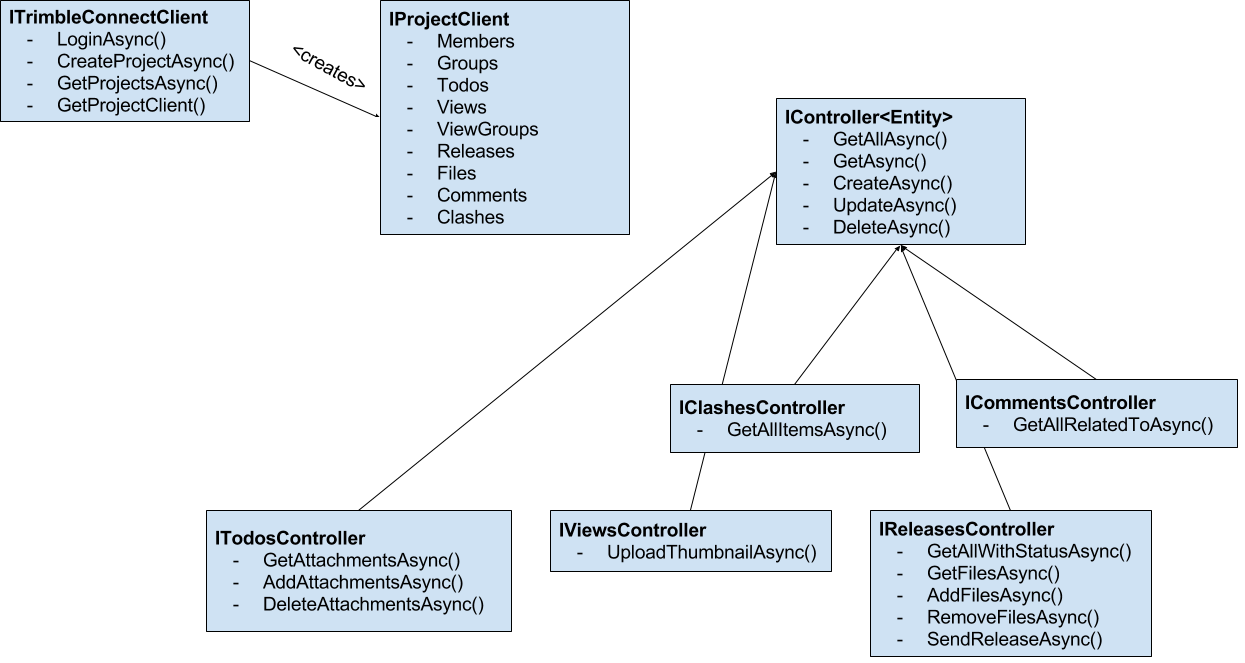 ITrimbleConnectClient
- LoginAsync()
- CreateProjectAsync()
- GetProjectsAsync()
- GetProjectClient()
<creates>
IProjectClient
- Members
- Groups
- Todos
- Views
- ViewGroups
- Releases
- Files
- Comments
- Clashes
IController<Entity>
- GetAllAsync()
- GetAsync()
- CreateAsync()
- UpdateAsync()
- DeleteAsync()
IClashesController
- GetAllItemsAsync()
ICommentsController
- GetAllRelatedToAsync()
ITodosController
- GetAttachmentsAsync()
- AddAttachmentsAsync()
- DeleteAttachmentsAsync()
IViewsController
- UploadThumbnailAsync()
IReleasesController
- GetAllWithStatusAsync()
- GetFilesAsync()
- AddFilesAsync()
- RemoveFilesAsync()
- SendReleaseAsync()